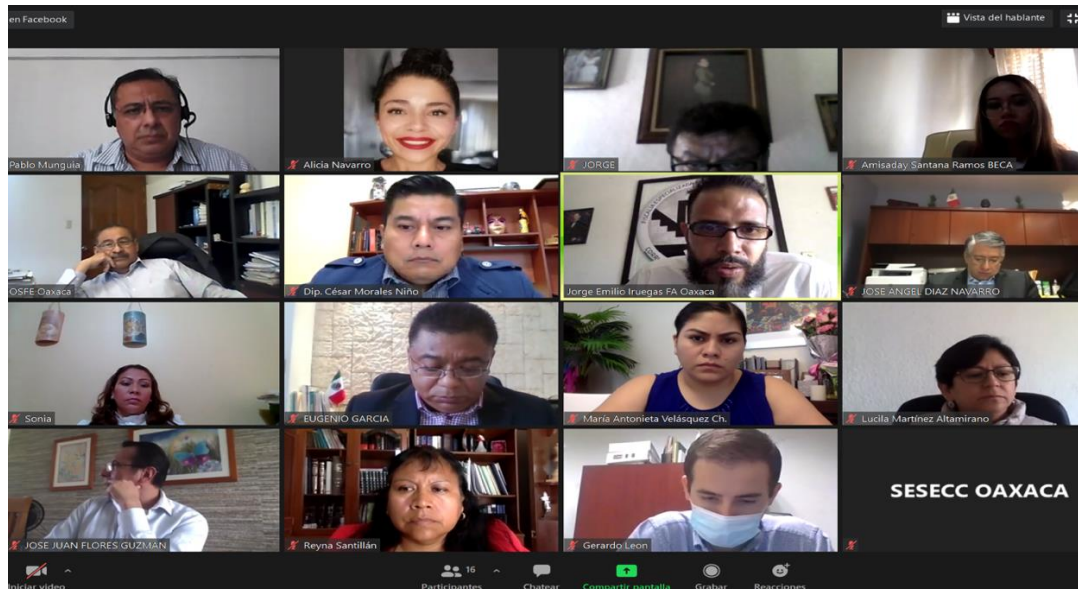 en Facebook
Vista del hablante
Pablo Munguia
Alicia Navarro
JORGE
Amisaday Santana Ramos BECA
OSFE Oaxaca
Dip. César Morales Niño
Jorge Emilio Iruegas FA Oaxaca
JOSE ANGEL DIAZ NAVARRO
Sonia
EUGENIO GARCIA
María Antonieta Velásquez Ch.
Lucila Martínez Altamirano
SESECC OAXACA
JOSE JUAN FLORES GUZMAN
Reyna Santillán
Gerardo Leon
16
Iniciar video
Participantes
Chatear
Compartir pantalla
Grabar
Reacciones